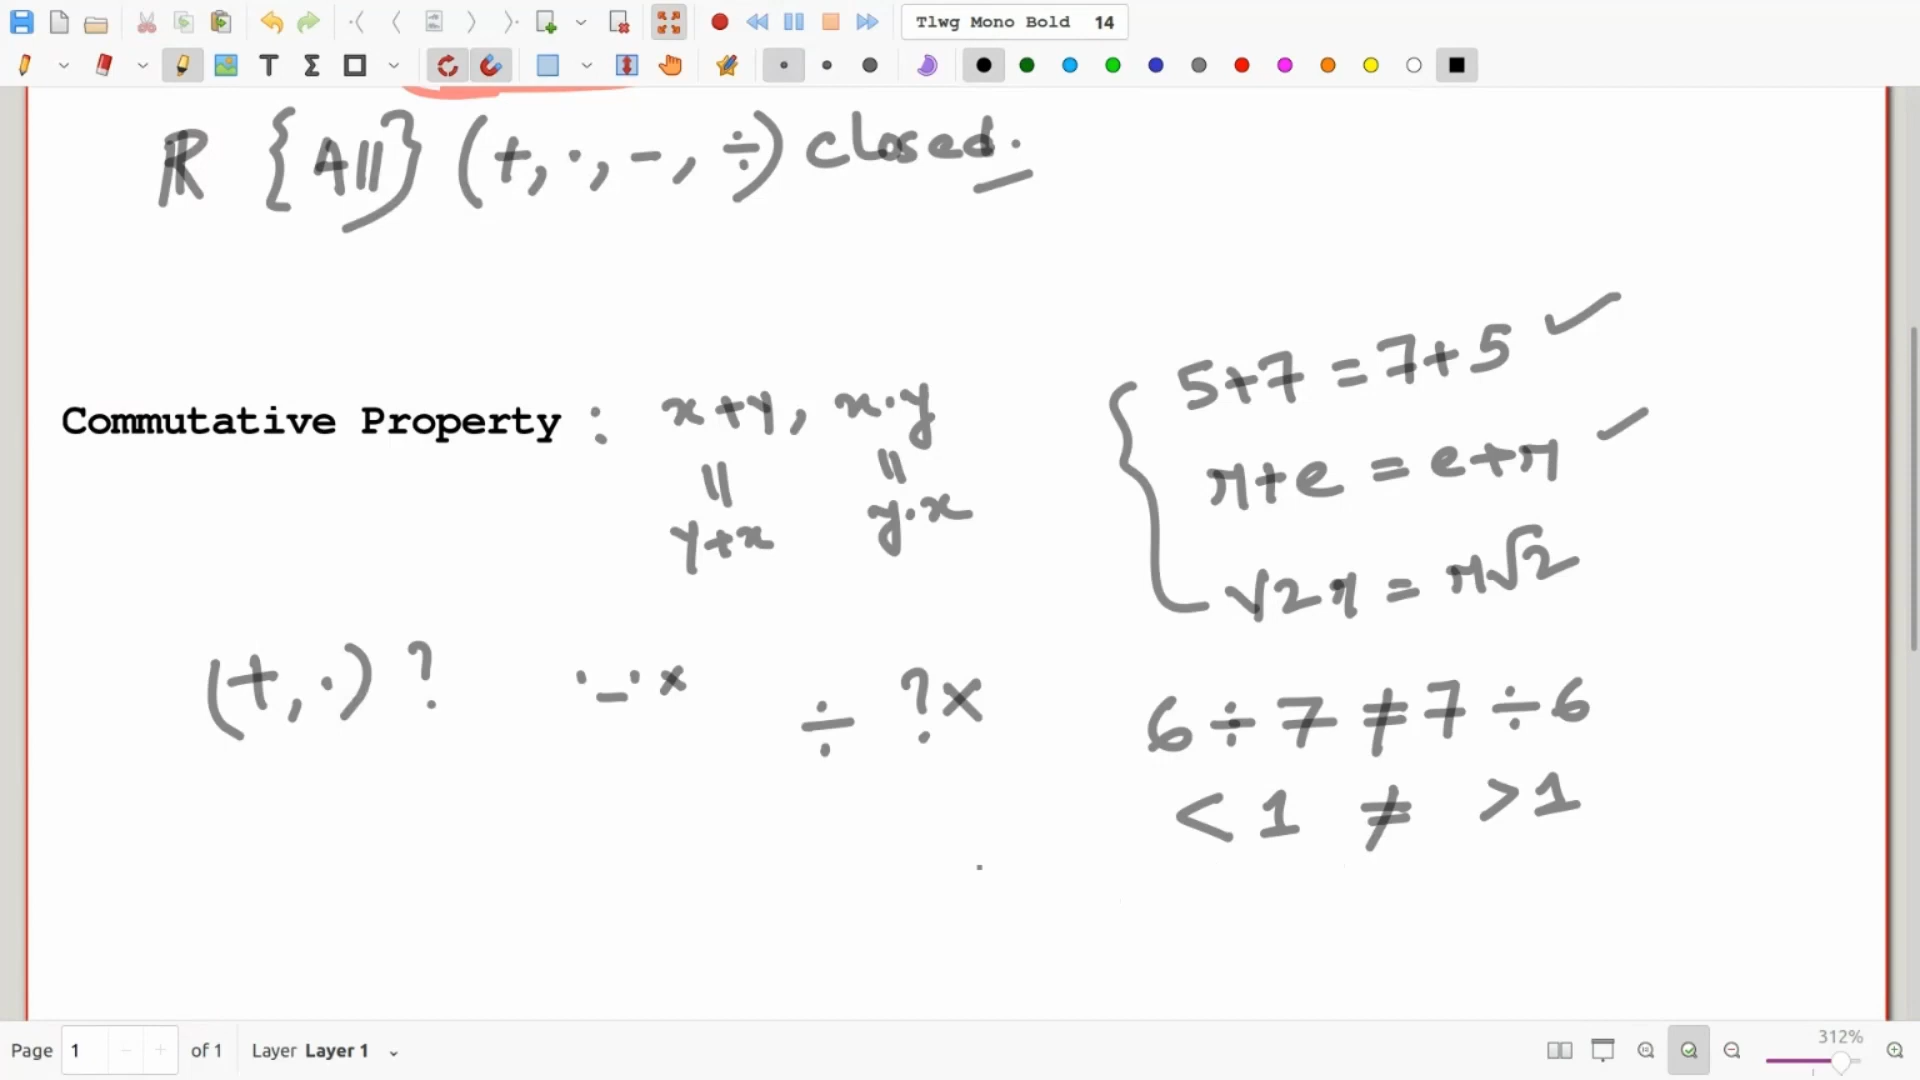 Tlwg Mono Bold 14
R {All} (+, ·, -, ÷) closed.
5+7 = 7+5 ✓
Commutative Property : x+y, x·y
π+e = e+π ✓
=
=
y+x y·x
√2π = π√2
(+, ·) ? '-' × ÷ ? ×
6 ÷ 7 ≠ 7 ÷ 6
< 1 ≠ > 1
Page 1 of 1 Layer Layer 1 312%